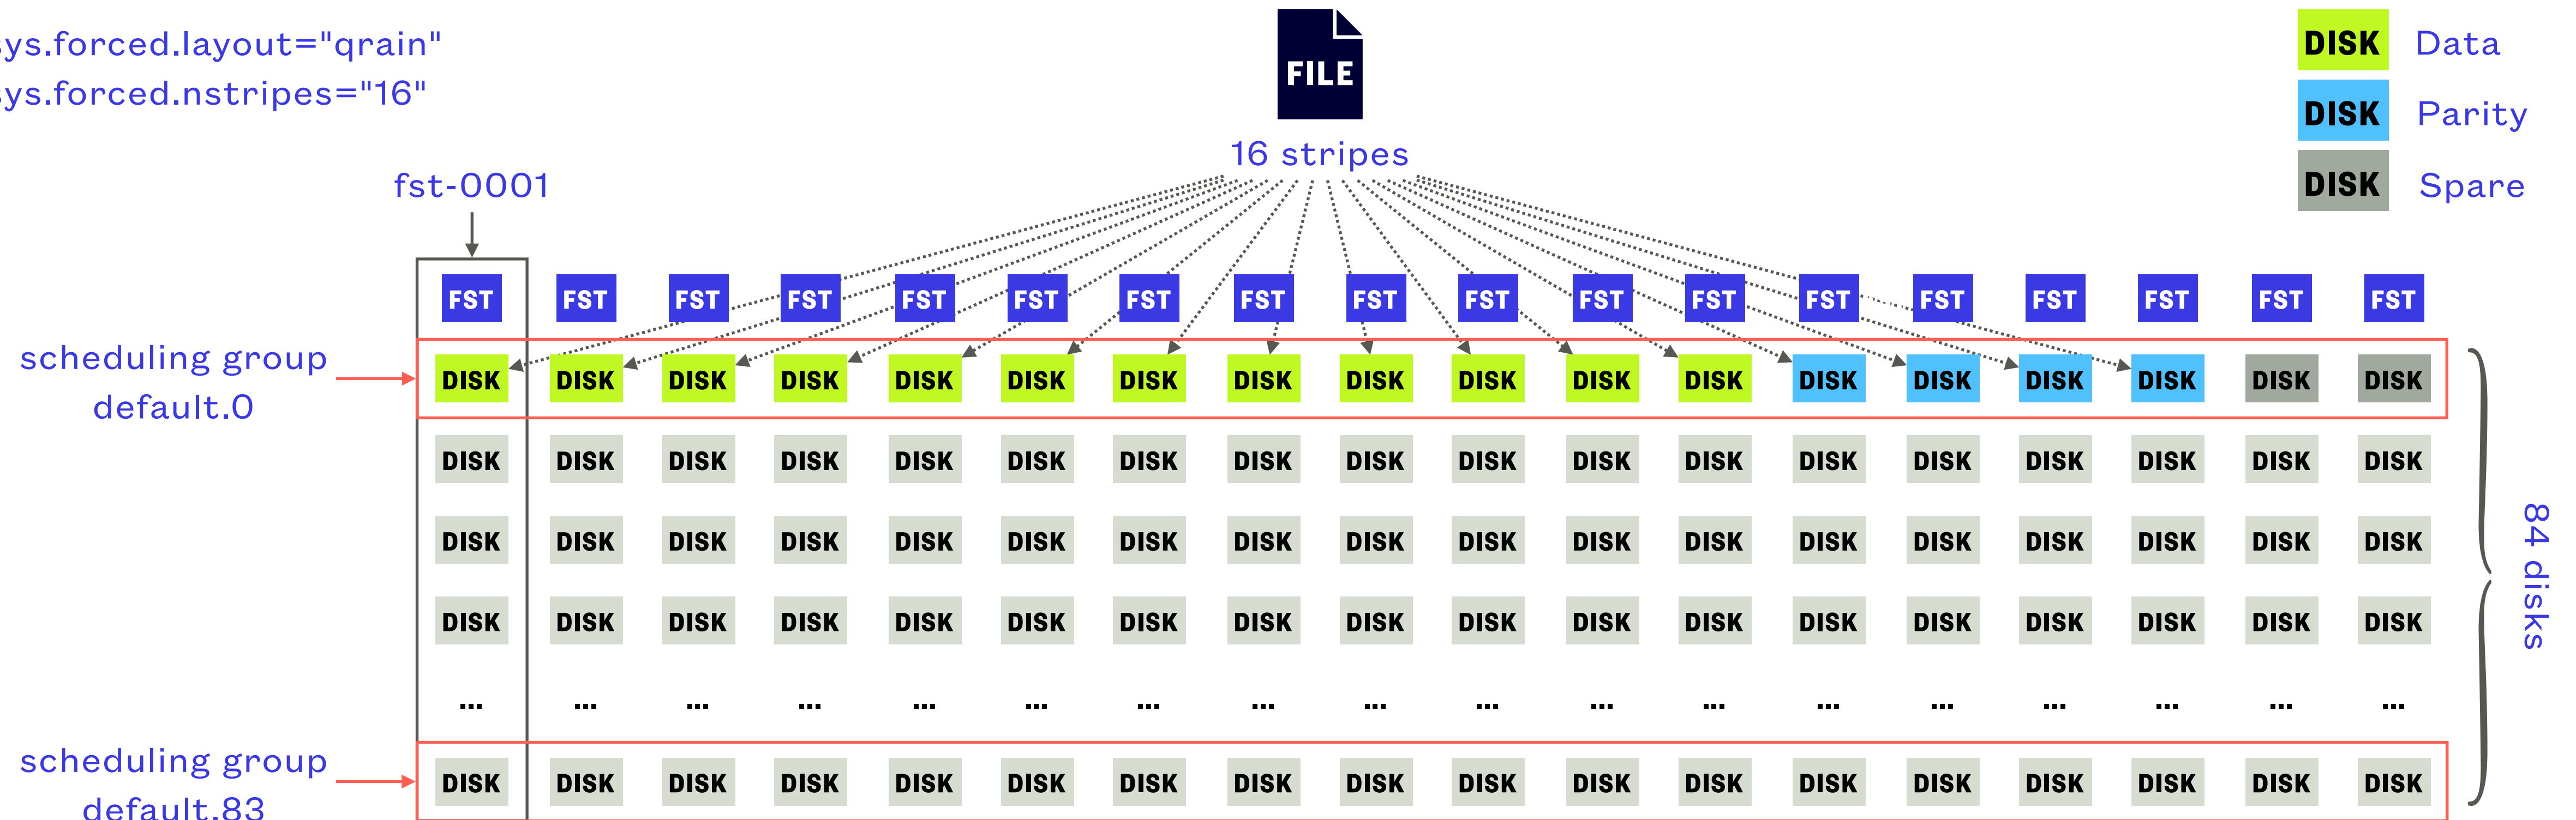 ys.forced.layout="qrain"
ys.forced.nstripes="16"
FILE
16 stripes
DISK Data
DISK Parity
DISK Spare
fst-0001
FST FST FST FST FST FST FST FST FST FST FST FST FST FST FST FST FST FST
scheduling group
default.0
DISK DISK DISK DISK DISK DISK DISK DISK DISK DISK DISK DISK DISK DISK DISK DISK DISK DISK
DISK DISK DISK DISK DISK DISK DISK DISK DISK DISK DISK DISK DISK DISK DISK DISK DISK DISK
DISK DISK DISK DISK DISK DISK DISK DISK DISK DISK DISK DISK DISK DISK DISK DISK DISK DISK
DISK DISK DISK DISK DISK DISK DISK DISK DISK DISK DISK DISK DISK DISK DISK DISK DISK DISK
... ... ... ... ... ... ... ... ... ... ... ... ... ... ... ... ... ...
scheduling group
default.83
DISK DISK DISK DISK DISK DISK DISK DISK DISK DISK DISK DISK DISK DISK DISK DISK DISK DISK
84 disks